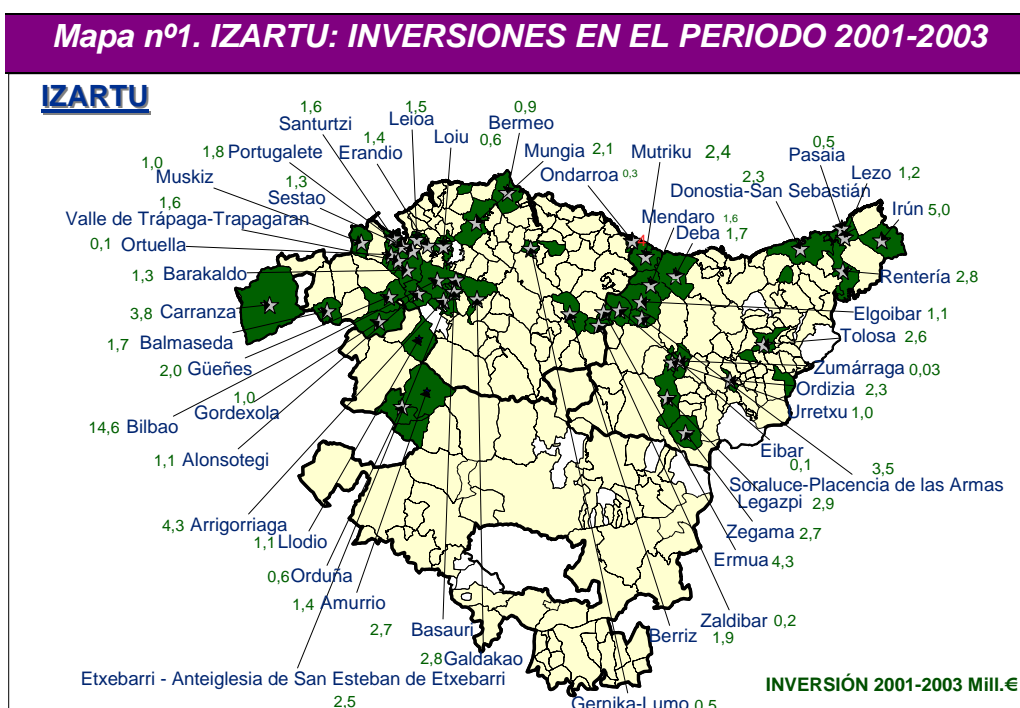 Mapa nº1. IZARTU: INVERSIONES EN EL PERIODO 2001-2003
IZARTU
1,6 Santurtzi
1,5 Leioa
0,6 Loiu
0,9 Bermeo
1,8 Portugalete
1,4 Erandio
Mungia 2,1
Ondarroa 0,3
Mutriku 2,4
0,5 Pasaia
Lezo 1,2
1,0 Muskiz
1,3 Sestao
2,3 Donostia-San Sebastián
Irún 5,0
1,6 Valle de Trápaga-Trapagaran
Mendaro 1,6
Deba 1,7
4
0,1 Ortuella
1,3 Barakaldo
Rentería 2,8
3,8 Carranza
Elgoibar 1,1
1,7 Balmaseda
Tolosa 2,6
2,0 Güeñes
Zumárraga 0,03
Ordizia 2,3
1,0 Gordexola
Urretxu 1,0
14,6 Bilbao
Eibar
1,1 Alonsotegi
0,1
3,5
Soraluce-Placencia de las Armas
Legazpi 2,9
4,3 Arrigorriaga
Zegama 2,7
1,1 Llodio
Ermua 4,3
0,6 Orduña
1,4 Amurrio
Zaldibar 0,2
2,7 Basauri
Berriz 1,9
2,8 Galdakao
Etxebarri - Anteiglesia de San Esteban de Etxebarri
2,5
INVERSIÓN 2001-2003 Mill.€
Gernika-Lumo 0,5